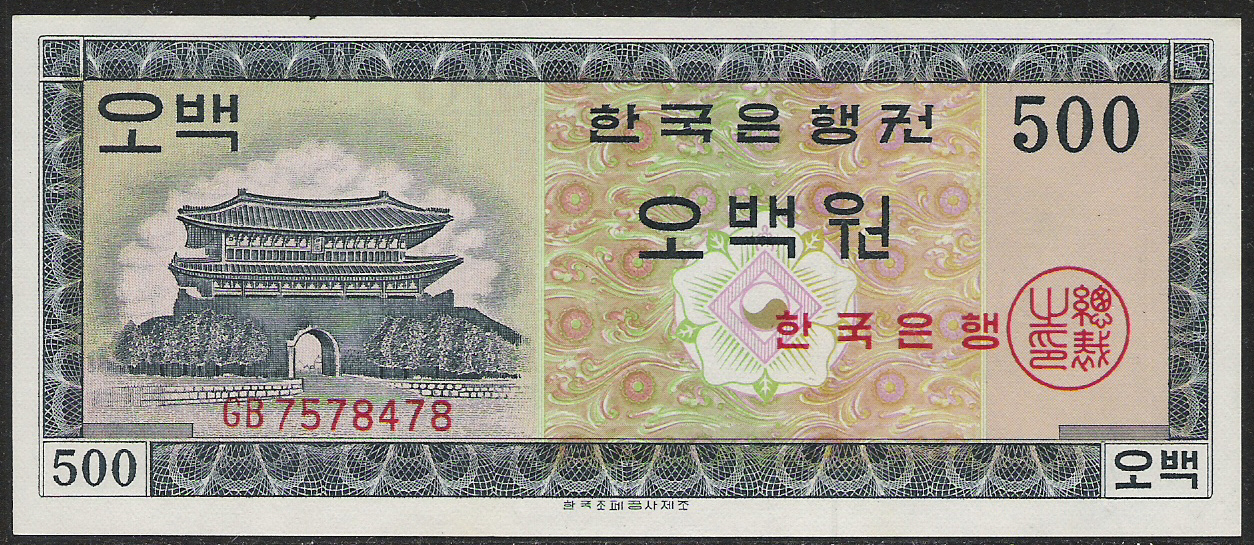 오백
한국은행권
500
오백원
한국은행
總裁之印
GB7578478
500
오백
한국조폐공사제조